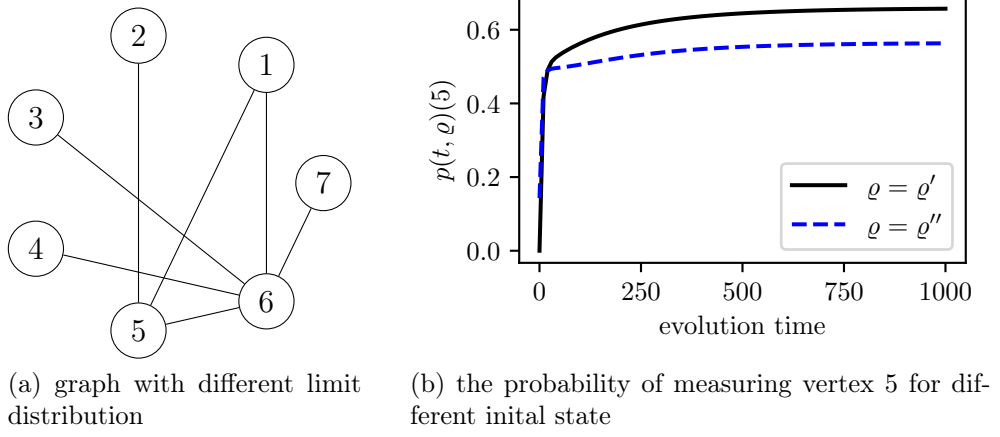 2
1
3
7
4
6
5
(a) graph with different limit
distribution
p(t, ϱ)(5)
0.6
0.4
0.2
0.0
ϱ = ϱ′
ϱ = ϱ′′
0 250 500 750 1000
evolution time
(b) the probability of measuring vertex 5 for dif-
ferent inital state